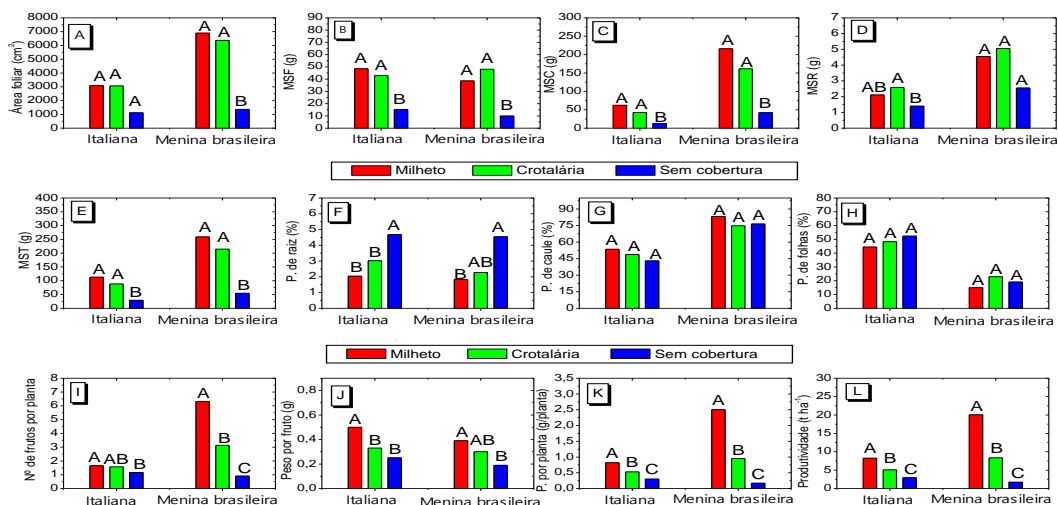 A
Área foliar (cm²)
8000
7000
6000
5000
4000
3000
2000
1000
0
A A A A A B
Italiana Menina brasileira
B
MSF (g)
90
80
70
60
50
40
30
20
10
0
A A B A A B
Italiana Menina brasileira
C
MSC (g)
300
250
200
150
100
50
0
A A B A A B
Italiana Menina brasileira
D
MSR (g)
7
6
5
4
3
2
1
0
AB A B A A B
Italiana Menina brasileira
Milheto Crotalária Sem cobertura
E
MST (g)
400
350
300
250
200
150
100
50
0
A A B A A B
Italiana Menina brasileira
F
P. de raiz (%)
7
6
5
4
3
2
1
0
B B A B AB A
Italiana Menina brasileira
G
P. de caule (%)
90
75
60
45
30
15
0
A A A A A A
Italiana Menina brasileira
H
P. de folhas (%)
80
70
60
50
40
30
20
10
0
A A A A A A
Italiana Menina brasileira
Milheto Crotalária Sem cobertura
I
Nº de frutos por planta
8
7
6
5
4
3
2
1
0
A AB B A B C
Italiana Menina brasileira
J
Peso por fruto (g)
0,6
0,4
0,2
0,0
A B B A AB B
Italiana Menina brasileira
K
P. por planta (g/planta)
3,5
3,0
2,5
2,0
1,5
1,0
0,5
0,0
A B C A B C
Italiana Menina brasileira
L
Produtividade (t ha⁻¹)
30
25
20
15
10
5
0
A B C A B C
Italiana Menina brasileira